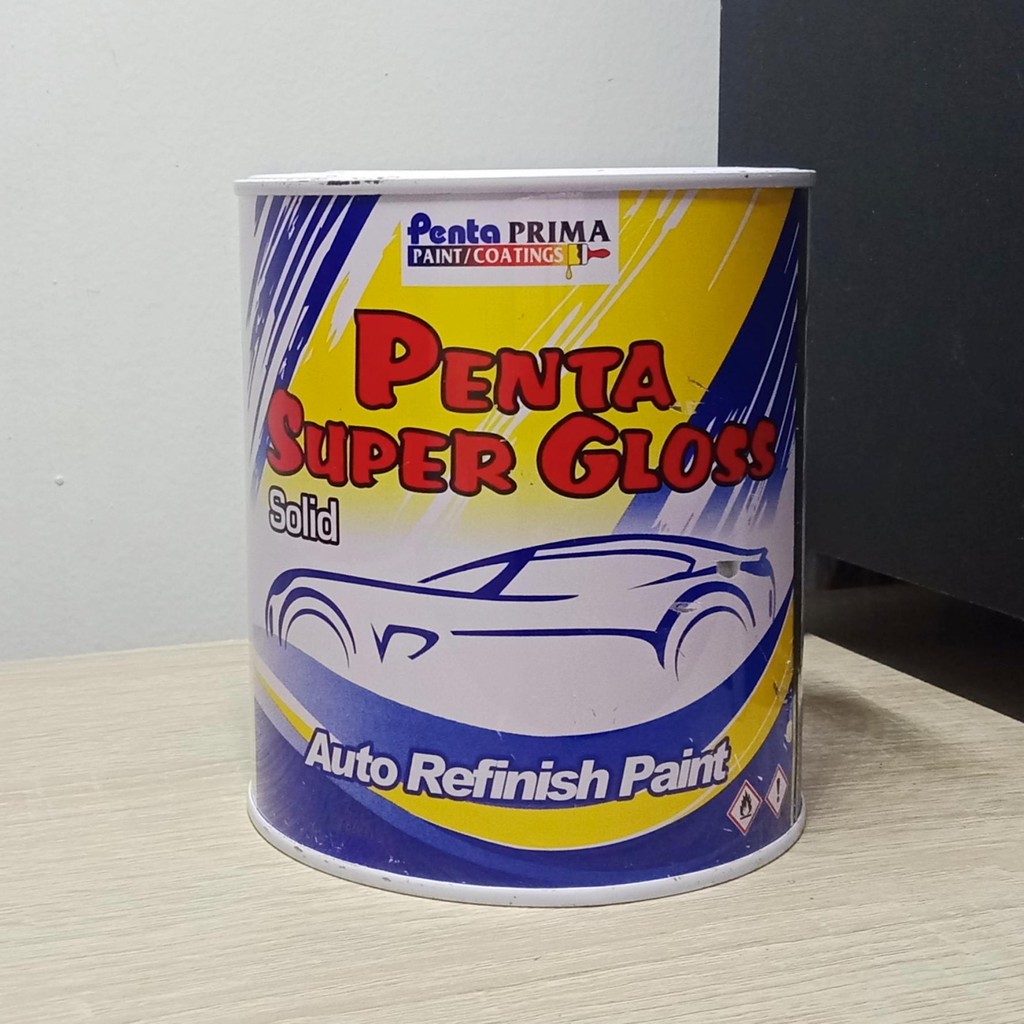 Penta PRIMA
PAINT/COATINGS
PENTA
SUPER GLOSS
Solid
Auto Refinish Paint